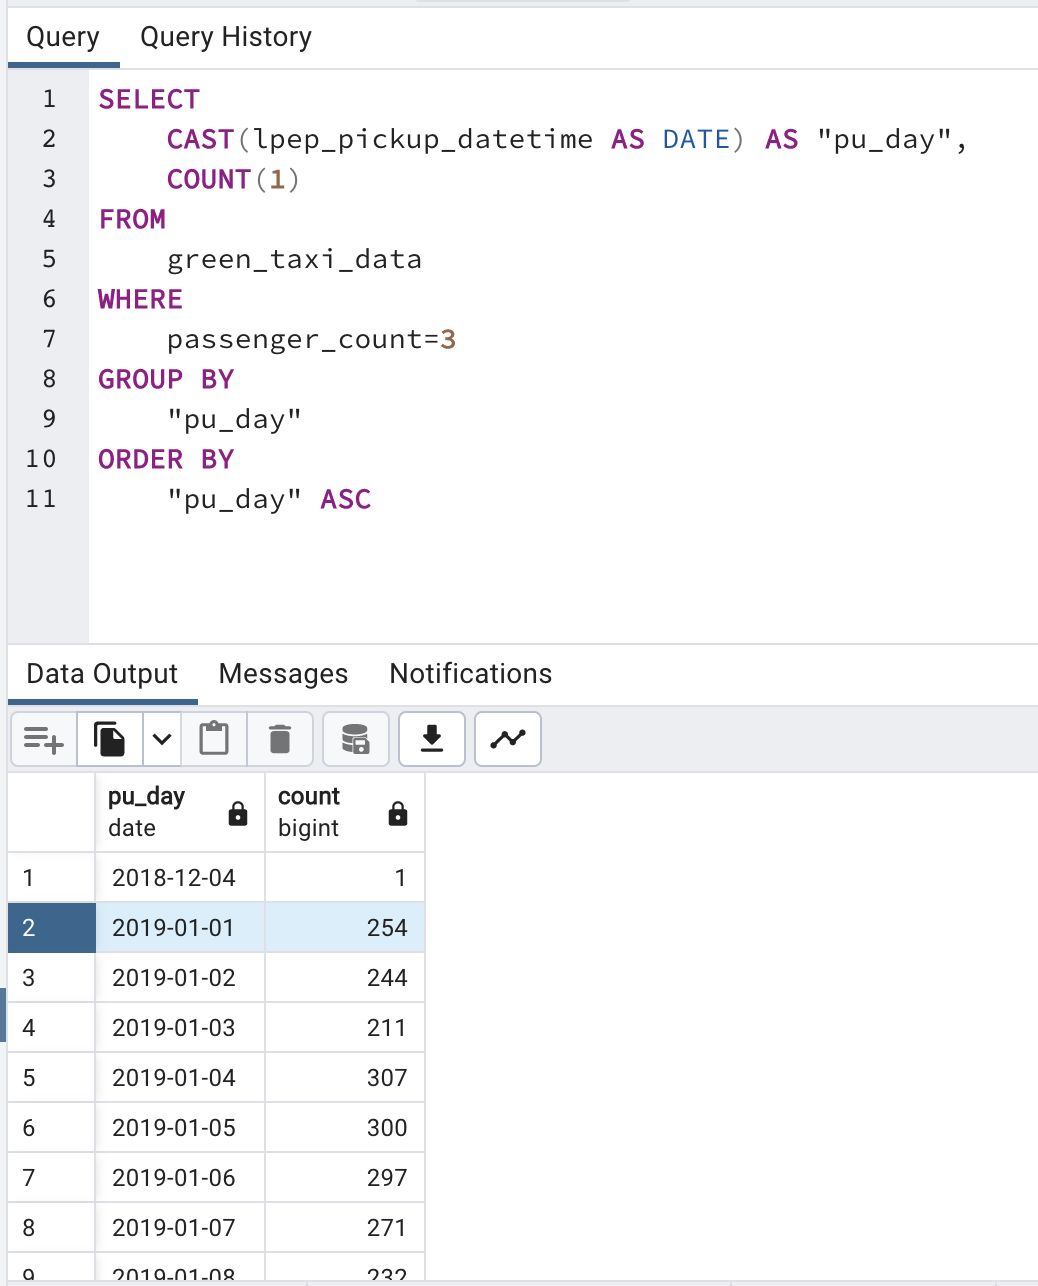 Query Query History
1 SELECT
2 CAST(lpep_pickup_datetime AS DATE) AS "pu_day",
3 COUNT(1)
4 FROM
5 green_taxi_data
6 WHERE
7 passenger_count=3
8 GROUP BY
9 "pu_day"
10 ORDER BY
11 "pu_day" ASC
Data Output Messages Notifications
pu_day count
date bigint
1 2018-12-04 1
2 2019-01-01 254
3 2019-01-02 244
4 2019-01-03 211
5 2019-01-04 307
6 2019-01-05 300
7 2019-01-06 297
8 2019-01-07 271
9 2019-01-08 232